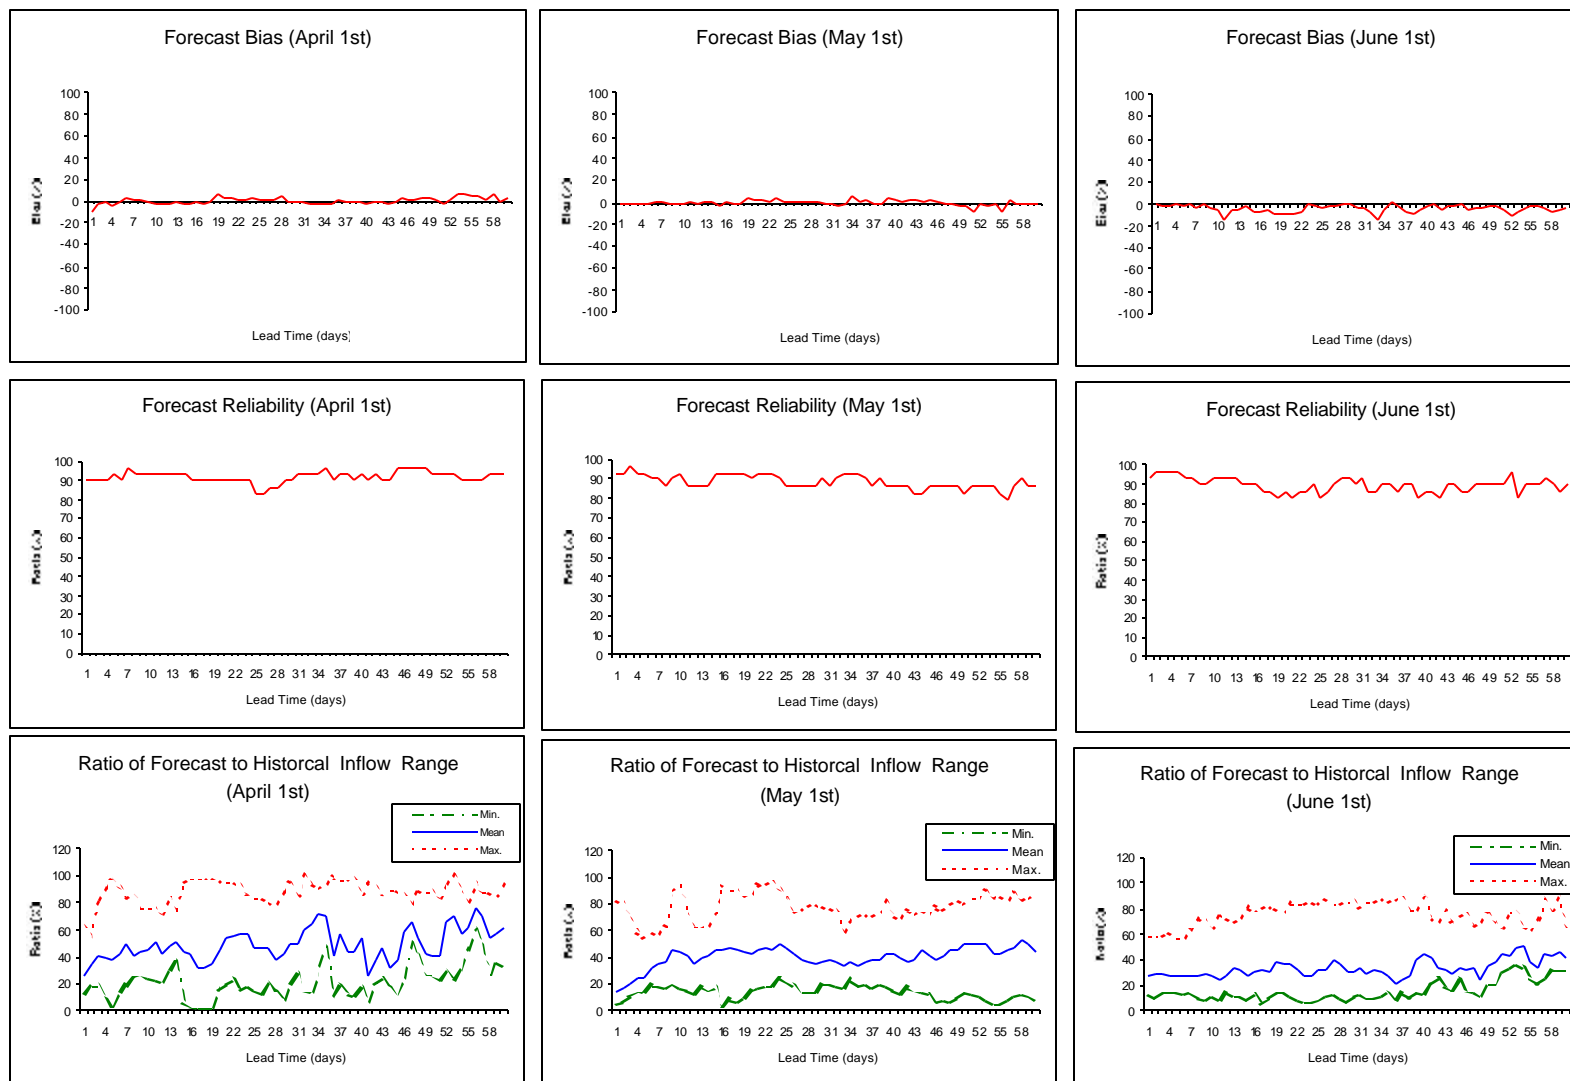 Forecast Bias (April 1st)
100
80
60
40
20
0
-20
-40
-60
-80
-100
1 4 7 10 13 16 19 22 25 28 31 34 37 40 43 46 49 52 55 58
Bias(%)
Lead Time (days)
Forecast Bias (May 1st)
100
80
60
40
20
0
-20
-40
-60
-80
-100
1 4 7 10 13 16 19 22 25 28 31 34 37 40 43 46 49 52 55 58
Bias(%)
Lead Time (days)
Forecast Bias (June 1st)
100
80
60
40
20
0
-20
-40
-60
-80
-100
1 4 7 10 13 16 19 22 25 28 31 34 37 40 43 46 49 52 55 58
Bias(%)
Lead Time (days)
Forecast Reliability (April 1st)
100
90
80
70
60
50
40
30
20
10
0
1 4 7 10 13 16 19 22 25 28 31 34 37 40 43 46 49 52 55 58
Ratio(%)
Lead Time (days)
Forecast Reliability (May 1st)
100
90
80
70
60
50
40
30
20
10
0
1 4 7 10 13 16 19 22 25 28 31 34 37 40 43 46 49 52 55 58
Ratio(%)
Lead Time (days)
Forecast Reliability (June 1st)
100
90
80
70
60
50
40
30
20
10
0
1 4 7 10 13 16 19 22 25 28 31 34 37 40 43 46 49 52 55 58
Ratio(%)
Lead Time (days)
Ratio of Forecast to Historcal Inflow Range
(April 1st)
Min.
Mean
Max.
120
100
80
60
40
20
0
1 4 7 10 13 16 19 22 25 28 31 34 37 40 43 46 49 52 55 58
Ratio(%)
Lead Time (days)
Ratio of Forecast to Historcal Inflow Range
(May 1st)
Min.
Mean
Max.
120
100
80
60
40
20
0
1 4 7 10 13 16 19 22 25 28 31 34 37 40 43 46 49 52 55 58
Ratio(%)
Lead Time (days)
Ratio of Forecast to Historcal Inflow Range
(June 1st)
Min.
Mean
Max.
120
100
80
60
40
20
0
1 4 7 10 13 16 19 22 25 28 31 34 37 40 43 46 49 52 55 58
Ratio(%)
Lead Time (days)